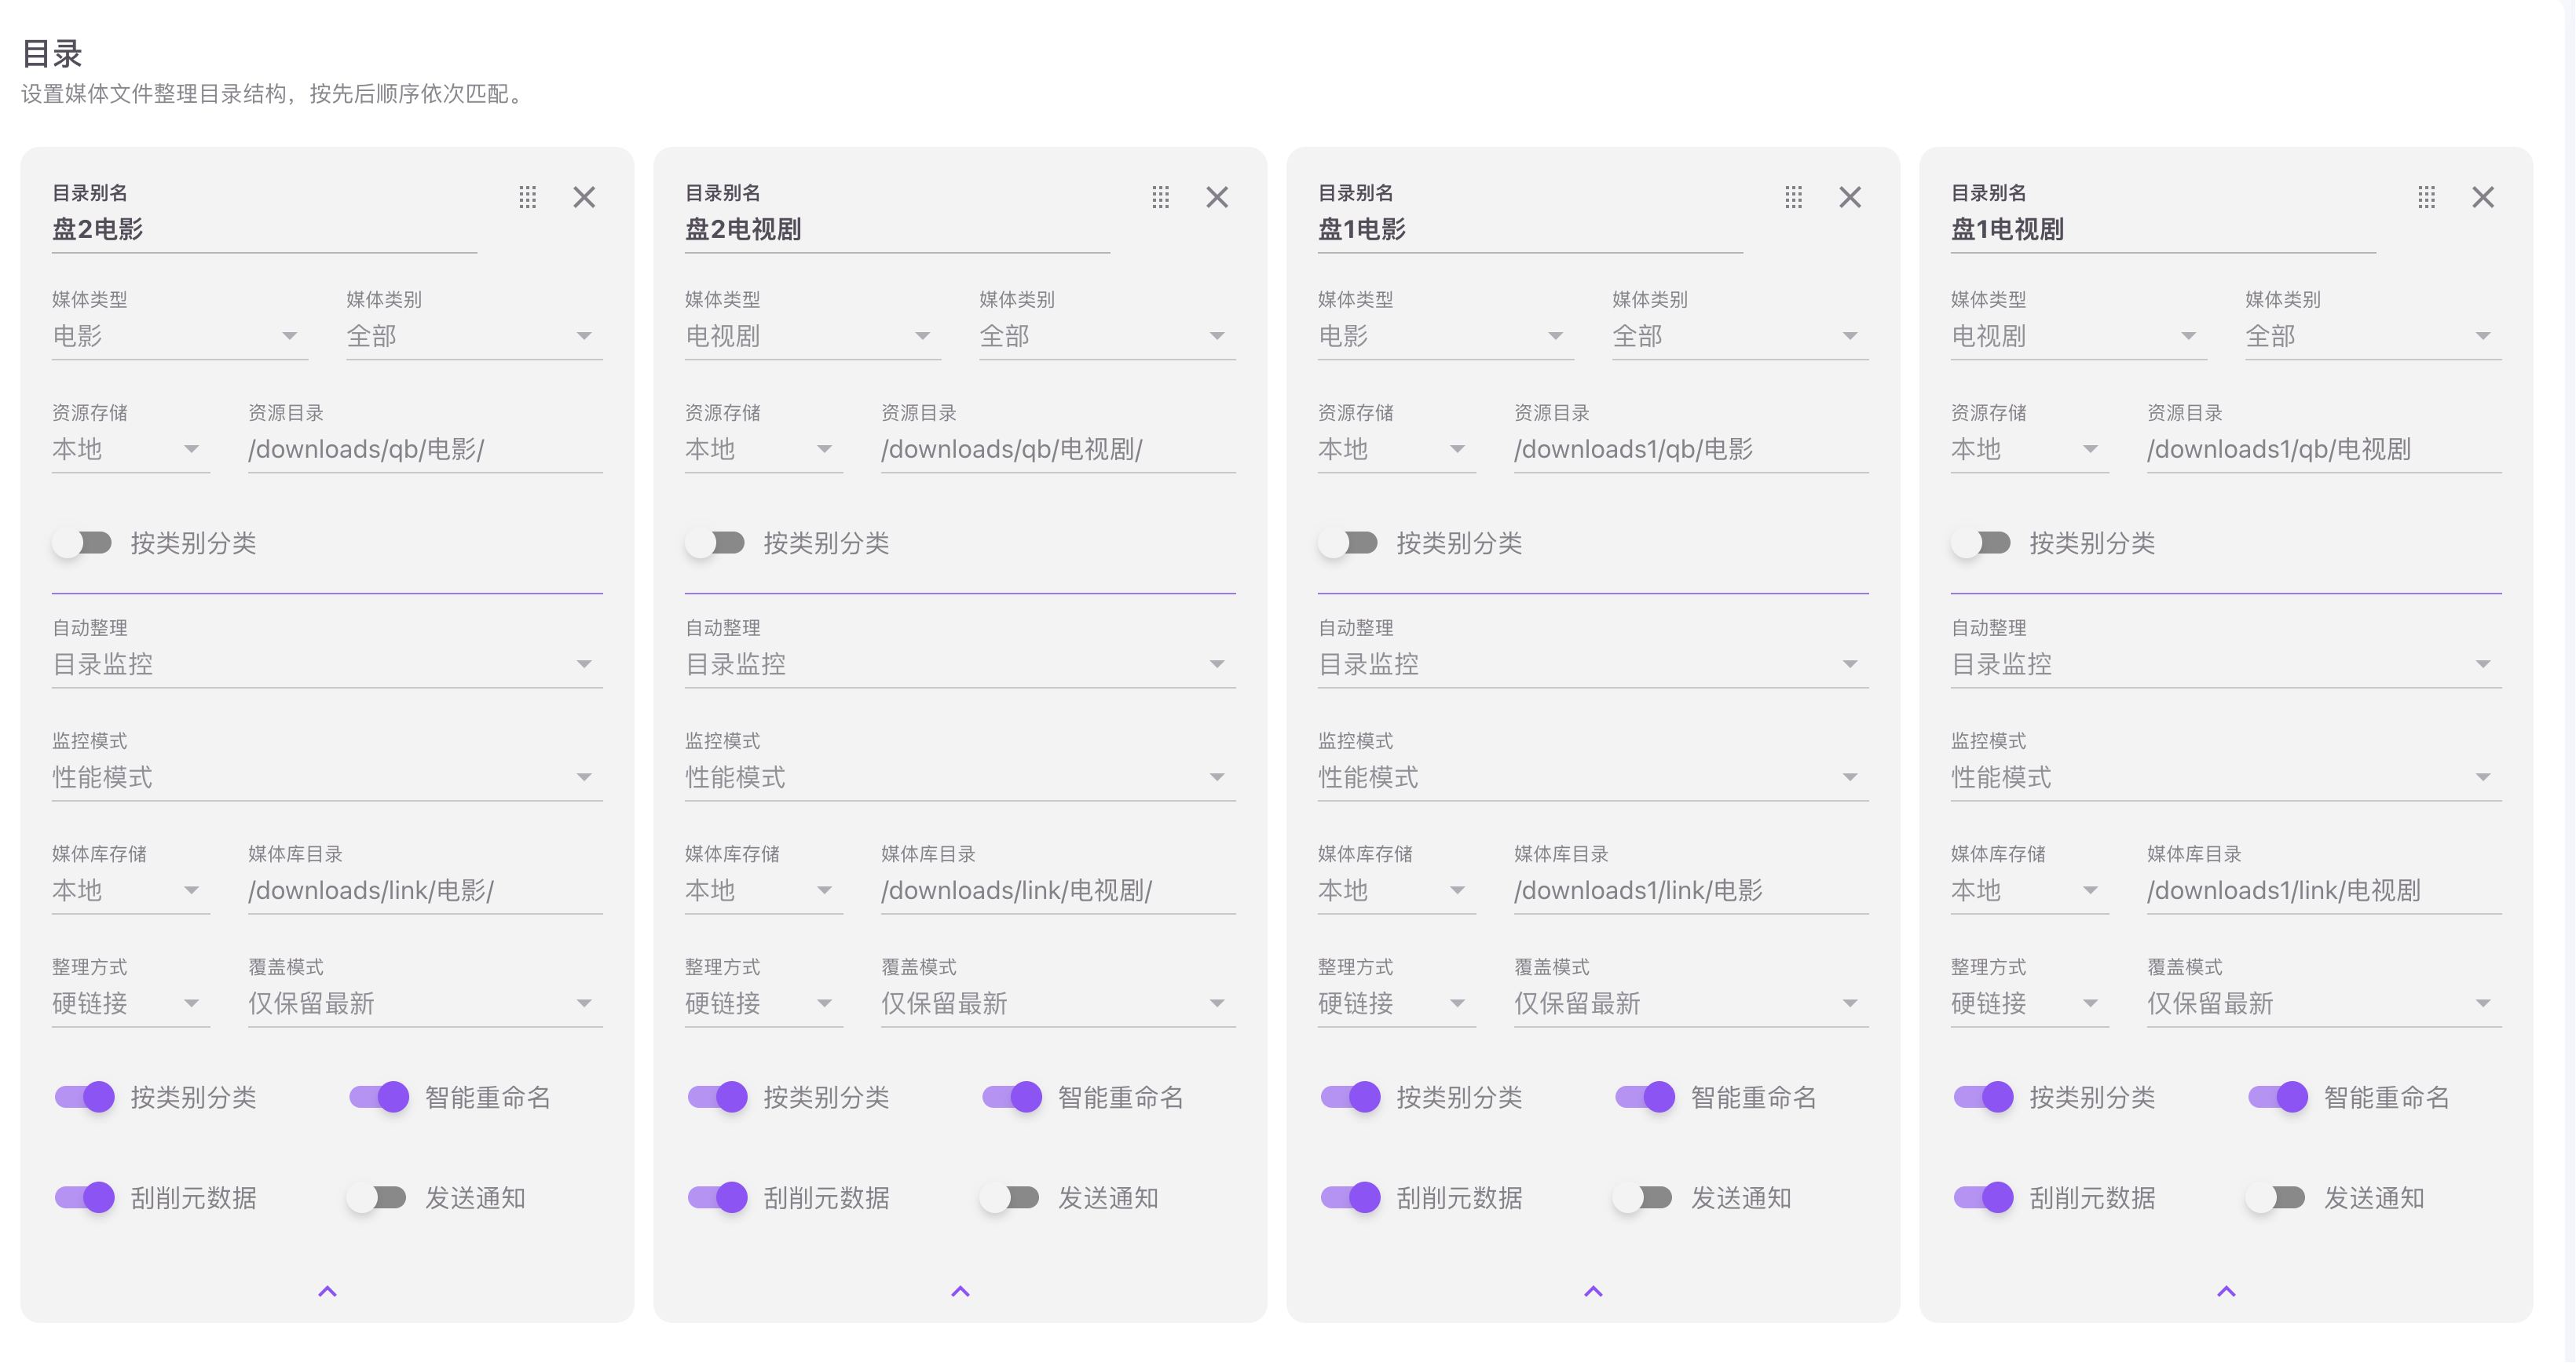 目录
设置媒体文件整理目录结构，按先后顺序依次匹配。
目录别名
盘2电影
媒体类型
媒体类别
电影
全部
资源存储
资源目录
本地
/downloads/qb/电影/
按类别分类
自动整理
目录监控
监控模式
性能模式
媒体库存储
媒体库目录
本地
/downloads/link/电影/
整理方式
覆盖模式
硬链接
仅保留最新
按类别分类
智能重命名
刮削元数据
发送通知
目录别名
盘2电视剧
媒体类型
媒体类别
电视剧
全部
资源存储
资源目录
本地
/downloads/qb/电视剧/
按类别分类
自动整理
目录监控
监控模式
性能模式
媒体库存储
媒体库目录
本地
/downloads/link/电视剧/
整理方式
覆盖模式
硬链接
仅保留最新
按类别分类
智能重命名
刮削元数据
发送通知
目录别名
盘1电影
媒体类型
媒体类别
电影
全部
资源存储
资源目录
本地
/downloads1/qb/电影
按类别分类
自动整理
目录监控
监控模式
性能模式
媒体库存储
媒体库目录
本地
/downloads1/link/电影
整理方式
覆盖模式
硬链接
仅保留最新
按类别分类
智能重命名
刮削元数据
发送通知
目录别名
盘1电视剧
媒体类型
媒体类别
电视剧
全部
资源存储
资源目录
本地
/downloads1/qb/电视剧
按类别分类
自动整理
目录监控
监控模式
性能模式
媒体库存储
媒体库目录
本地
/downloads1/link/电视剧
整理方式
覆盖模式
硬链接
仅保留最新
按类别分类
智能重命名
刮削元数据
发送通知